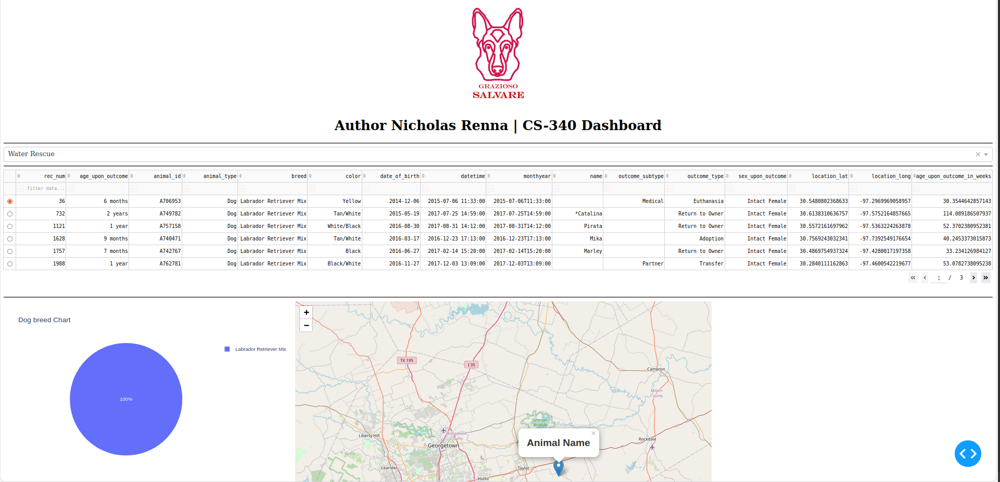 GRAZIOSO
SALVARE
Author Nicholas Renna | CS-340 Dashboard
Water Rescue
rec_num age_upon_outcome animal_id animal_type breed color date_of_birth datetime monthyear name outcome_subtype outcome_type sex_upon_outcome location_lat location_long age_upon_outcome_in_weeks
filter data...
36 6 months A706953 Dog Labrador Retriever Mix Yellow 2014-12-06 2015-07-06 11:33:00 2015-07-06T11:33:00 Medical Euthanasia Intact Female 30.5480802368633 -97.2969969058957 30.3544642857143
732 2 years A749782 Dog Labrador Retriever Mix Tan/White 2015-05-19 2017-07-25 14:59:00 2017-07-25T14:59:00 *Catalina Return to Owner Intact Female 30.6138310636757 -97.5752164857665 114.089186507937
1121 1 year A757158 Dog Labrador Retriever Mix White/Black 2016-08-30 2017-08-31 14:12:00 2017-08-31T14:12:00 Pirata Return to Owner Intact Female 30.5572161697962 -97.5363224263878 52.3702380952381
1628 9 months A740471 Dog Labrador Retriever Mix Tan/White 2016-03-17 2016-12-23 17:13:00 2016-12-23T17:13:00 Mika Adoption Intact Female 30.7569243032341 -97.7392549176654 40.2453373015873
1757 7 months A742767 Dog Labrador Retriever Mix Black 2016-06-27 2017-02-14 15:20:00 2017-02-14T15:20:00 Marley Return to Owner Intact Female 30.4869754937324 -97.4280017197358 33.234126984127
1988 1 year A762781 Dog Labrador Retriever Mix Black/White 2016-11-27 2017-12-03 13:09:00 2017-12-03T13:09:00 Partner Transfer Intact Female 30.2840111162863 -97.4600542219677 53.0782738095238
1 / 3
Dog breed Chart
Labrador Retriever Mix
100%
+
−
TX 195
I 35
Cameron
Milam
County
Granger
Wildlife
Liberty Hill
Williamson
County
Georgetown
Rockdale
Animal Name
×
Leander
Taylor
Hutto